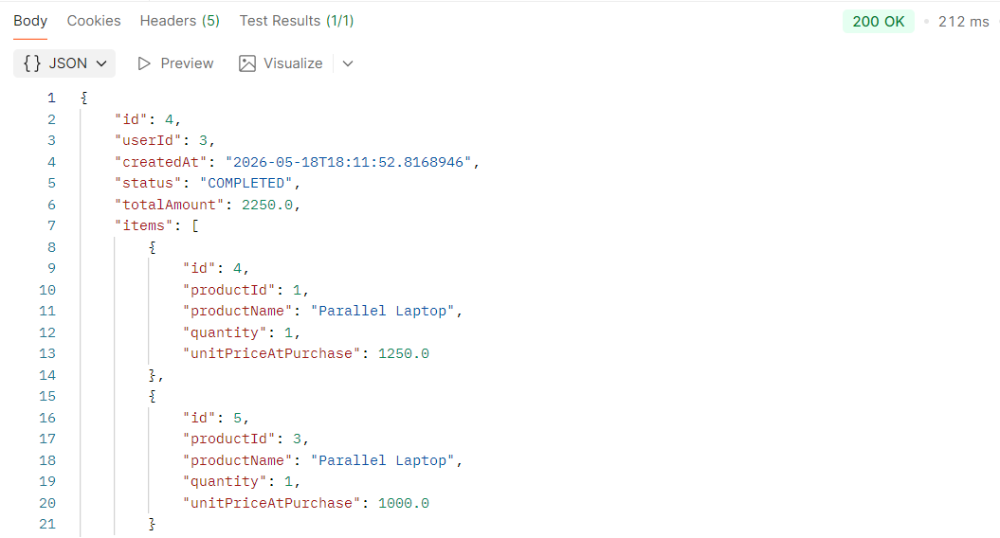 Body Cookies Headers (5) Test Results (1/1) 200 OK 212 ms
{} JSON Preview Visualize
1 {
2 "id": 4,
3 "userId": 3,
4 "createdAt": "2026-05-18T18:11:52.8168946",
5 "status": "COMPLETED",
6 "totalAmount": 2250.0,
7 "items": [
8 {
9 "id": 4,
10 "productId": 1,
11 "productName": "Parallel Laptop",
12 "quantity": 1,
13 "unitPriceAtPurchase": 1250.0
14 },
15 {
16 "id": 5,
17 "productId": 3,
18 "productName": "Parallel Laptop",
19 "quantity": 1,
20 "unitPriceAtPurchase": 1000.0
21 }